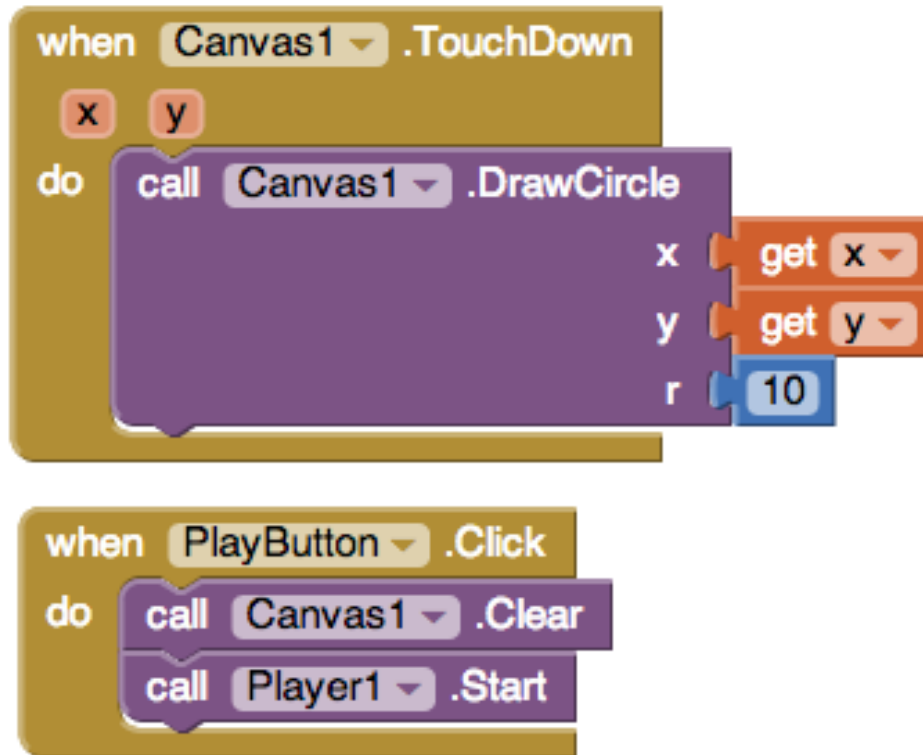 when Canvas1 .TouchDown
x y
do call Canvas1 .DrawCircle
x get x
y get y
r 10
when PlayButton .Click
do call Canvas1 .Clear
call Player1 .Start